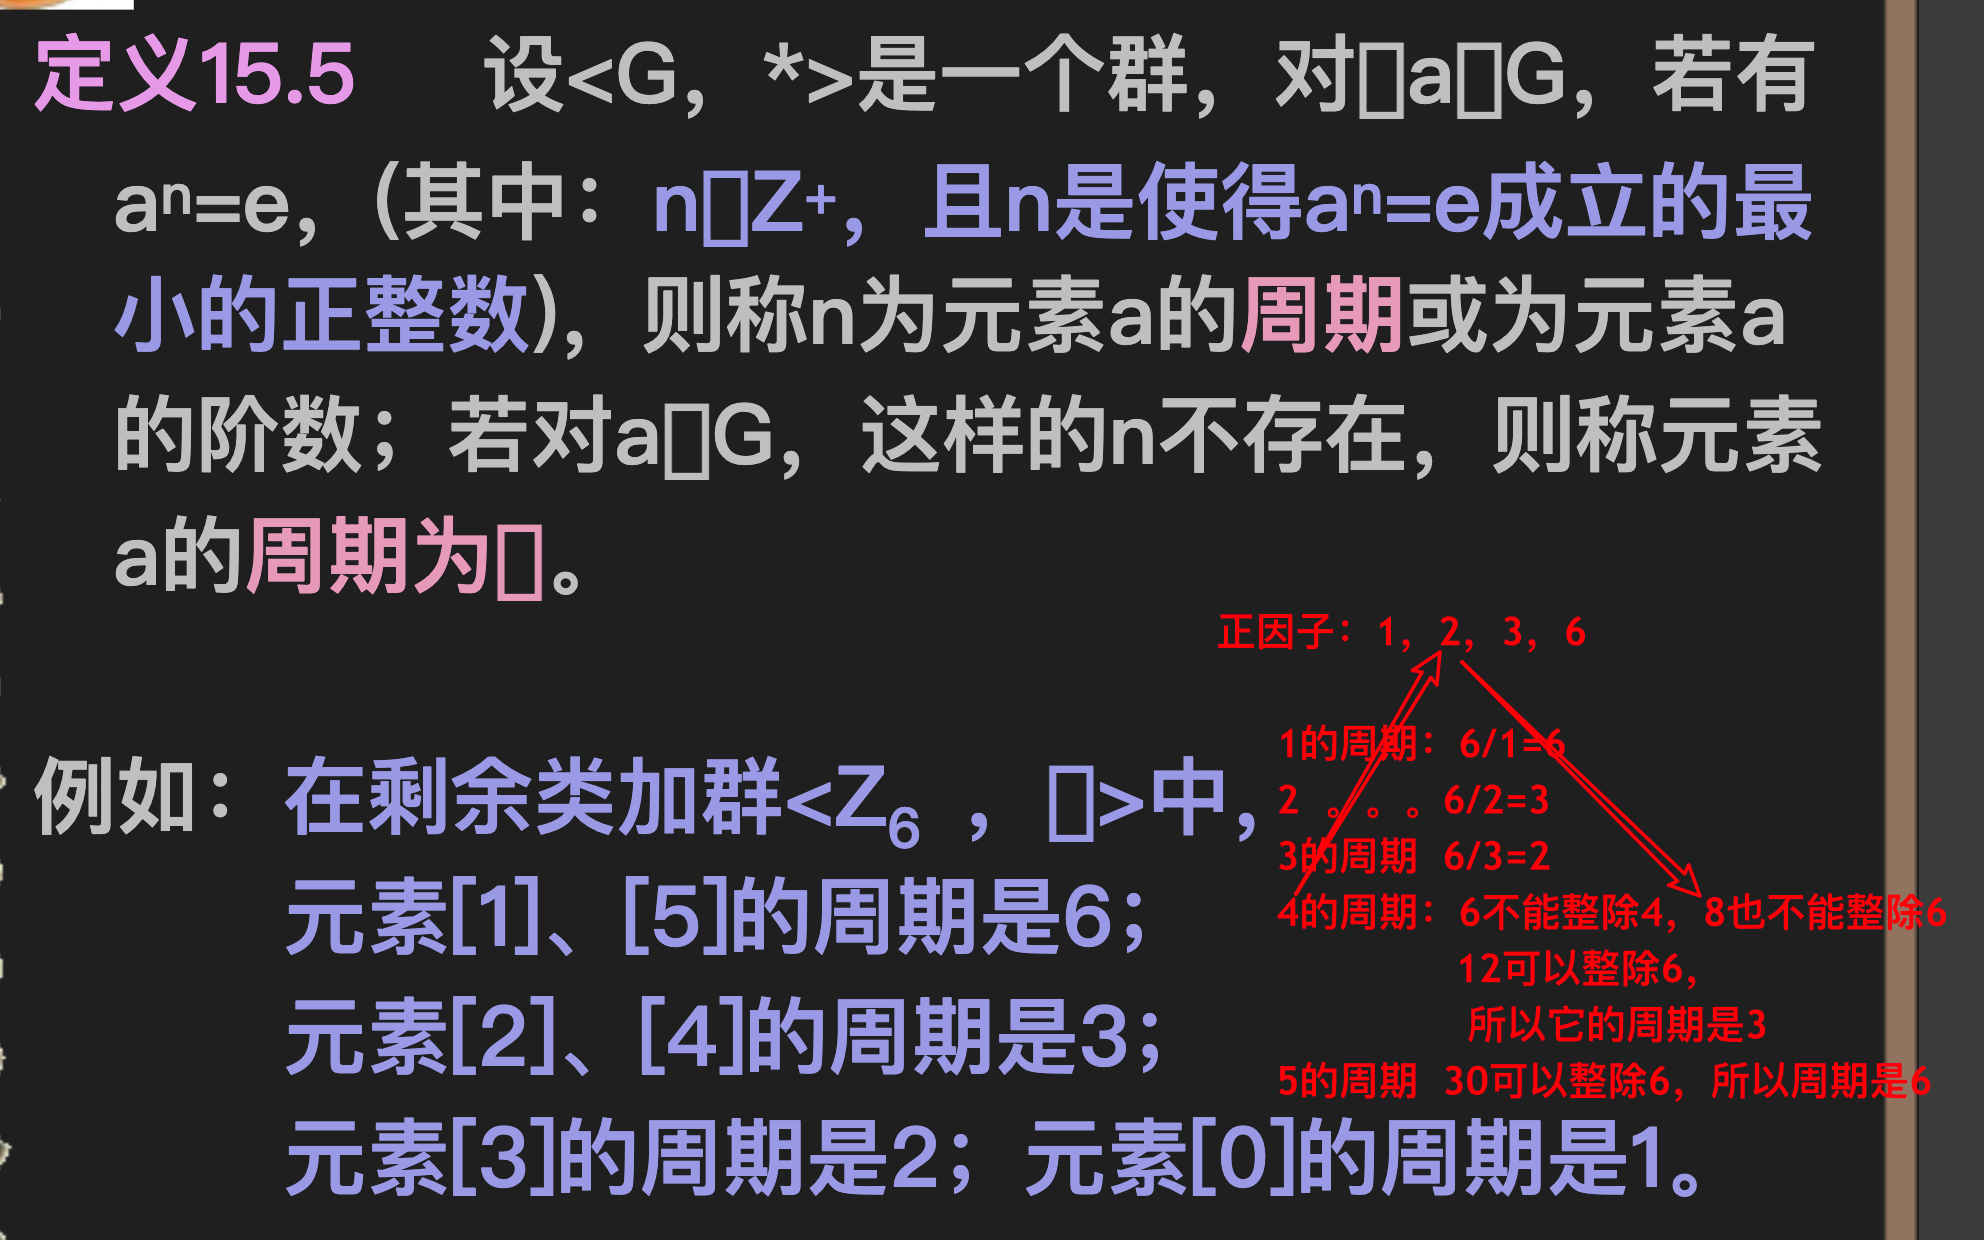 定义15.5 设<G，*>是一个群，对▯a▯G，若有
aⁿ=e，(其中：n▯Z⁺，且n是使得aⁿ=e成立的最
小的正整数)，则称n为元素a的周期或为元素a
的阶数；若对a▯G，这样的n不存在，则称元素
a的周期为▯。
正因子：1，2，3，6
1的周期：6/1=6
例如：在剩余类加群<Z₆ ，▯>中，
2 。。。6/2=3
3的周期 6/3=2
元素[1]、[5]的周期是6；
4的周期：6不能整除4，8也不能整除6
12可以整除6，
元素[2]、[4]的周期是3；
所以它的周期是3
5的周期 30可以整除6，所以周期是6
元素[3]的周期是2；元素[0]的周期是1。